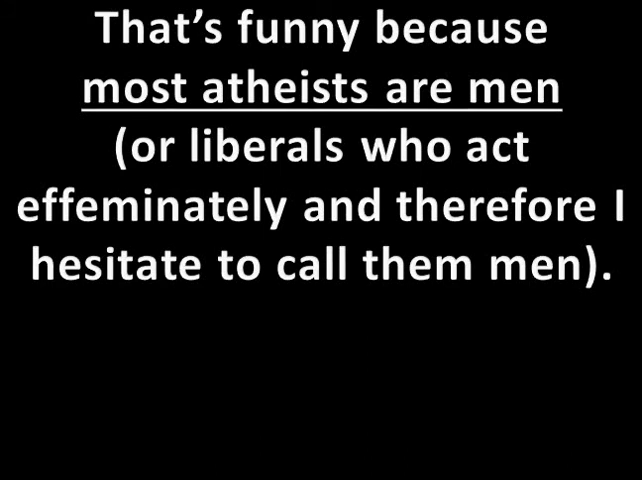 That’s funny because
most atheists are men
(or liberals who act
effeminately and therefore I
hesitate to call them men).